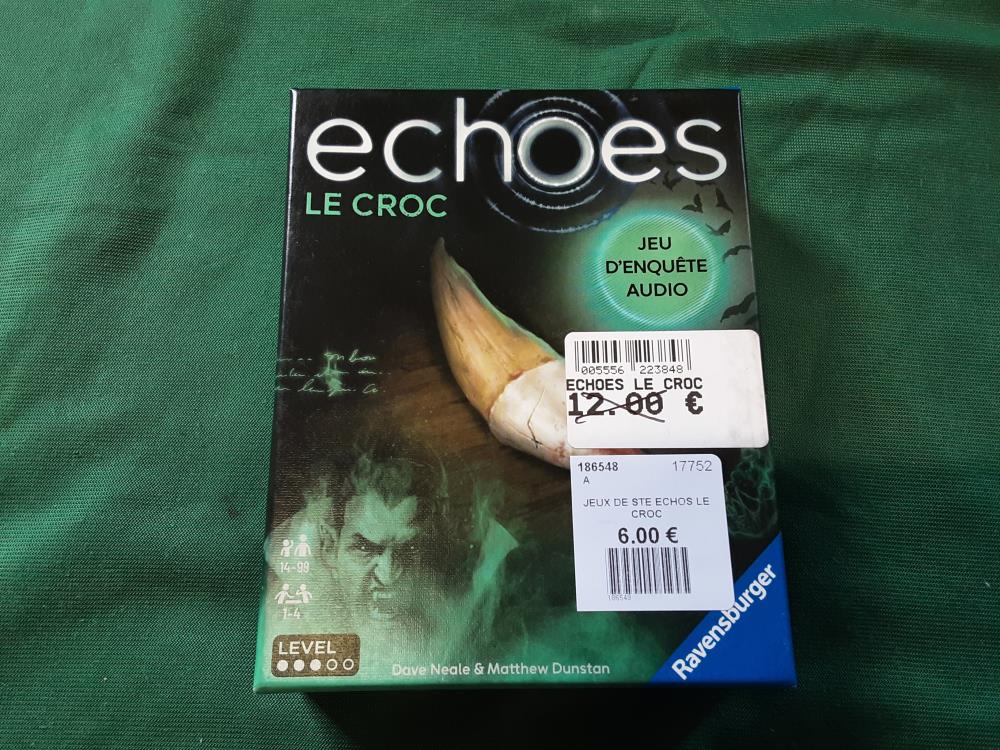 echoes
LE CROC
JEU
D'ENQUÊTE
AUDIO
005556 223848
ECHOES LE CROC
12.00 €
186548 17752
A
JEUX DE STE ECHOS LE
CROC
6.00 €
186548
14-99
1-4
LEVEL
Dave Neale & Matthew Dunstan
Ravensburger